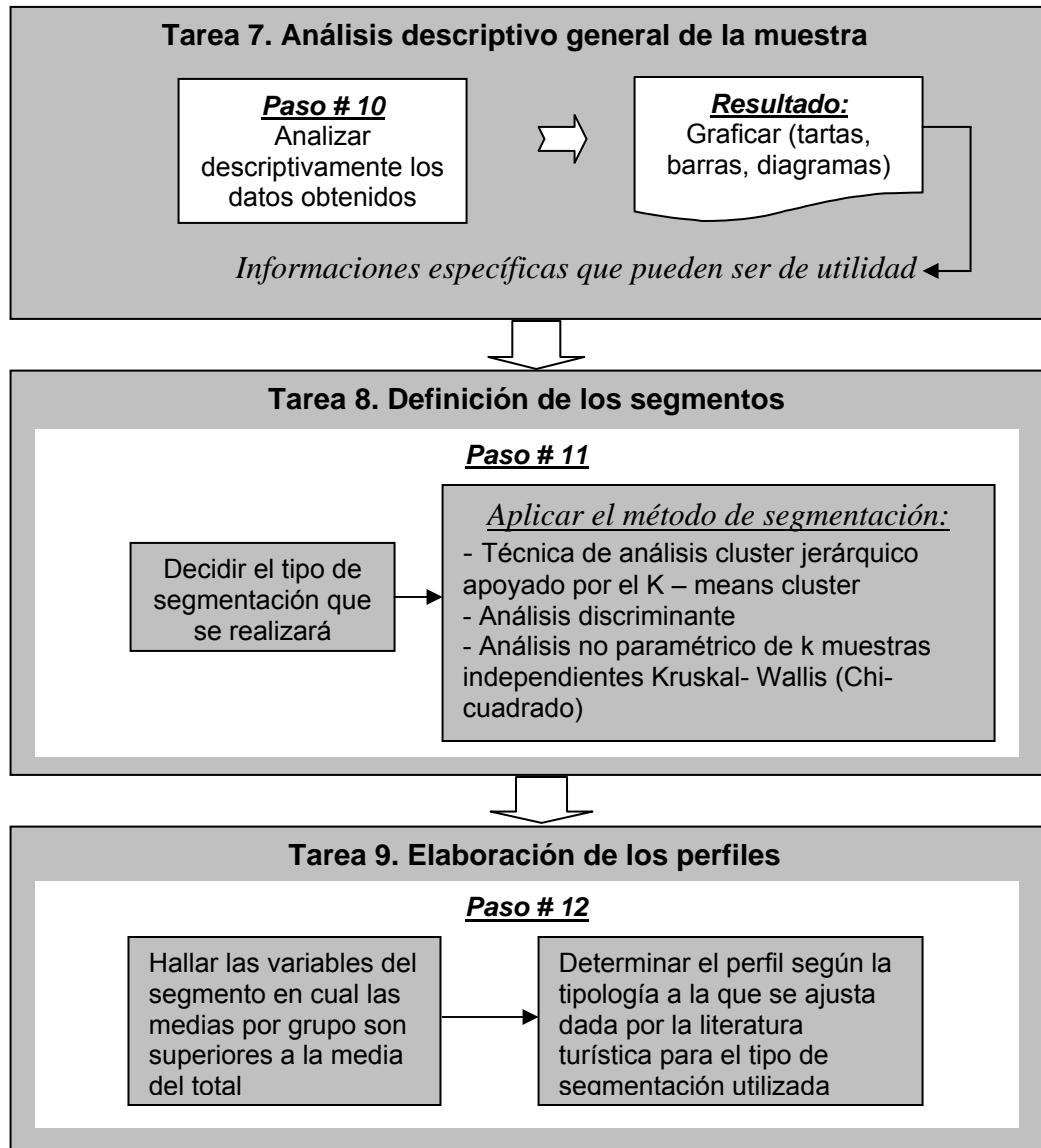 Tarea 7. Análisis descriptivo general de la muestra
Paso # 10
Analizar
descriptivamente los
datos obtenidos
Resultado:
Graficar (tartas,
barras, diagramas)
Informaciones específicas que pueden ser de utilidad
Tarea 8. Definición de los segmentos
Paso # 11
Decidir el tipo de
segmentación que
se realizará
Aplicar el método de segmentación:
- Técnica de análisis cluster jerárquico
apoyado por el K – means cluster
- Análisis discriminante
- Análisis no paramétrico de k muestras
independientes Kruskal- Wallis (Chi-
cuadrado)
Tarea 9. Elaboración de los perfiles
Paso # 12
Hallar las variables del
segmento en cual las
medias por grupo son
superiores a la media
del total
Determinar el perfil según la
tipología a la que se ajusta
dada por la literatura
turística para el tipo de
segmentación utilizada